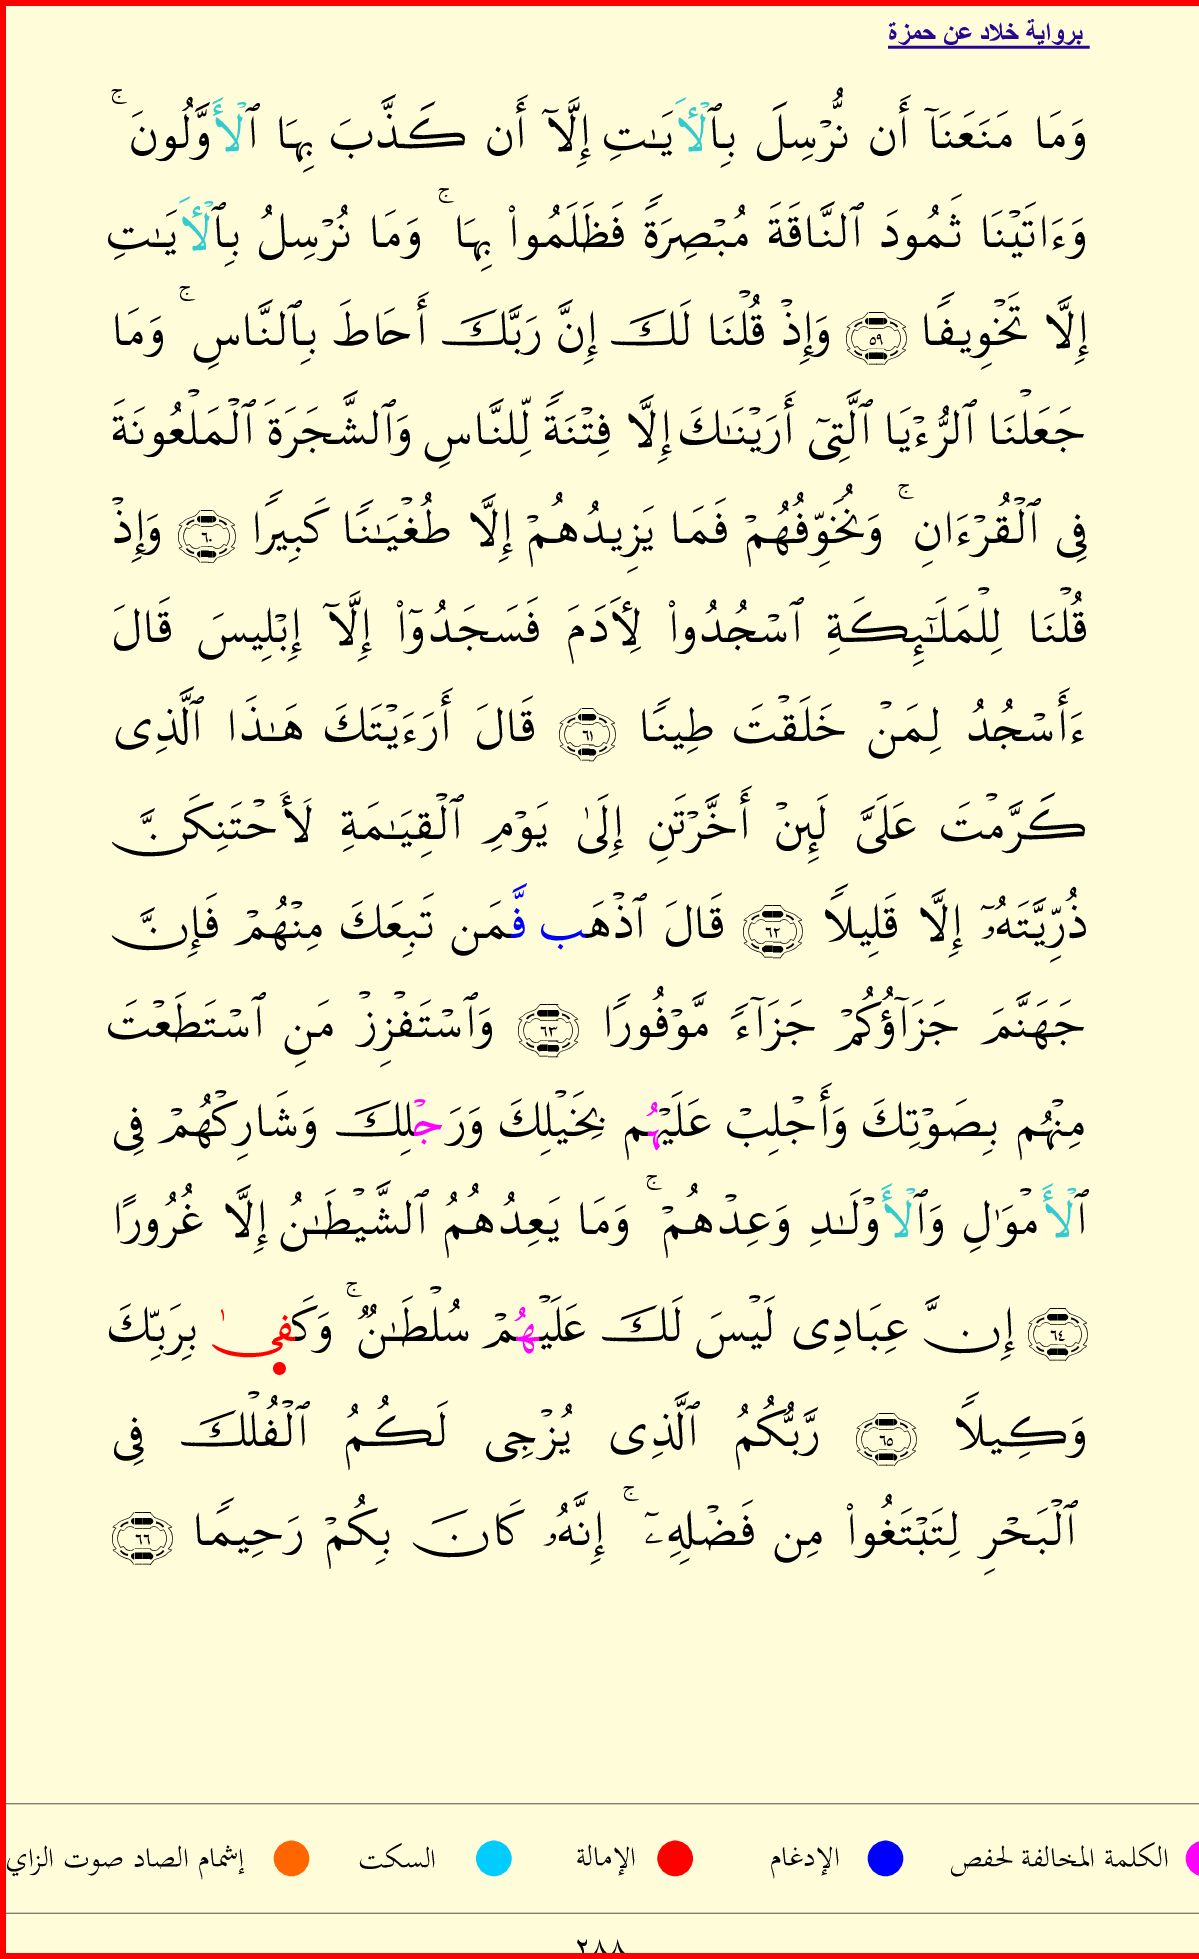 برواية خلاد عن حمزة
وَمَا مَنَعَنَآ أَن نُّرْسِلَ بِٱلْأَيَـٰتِ إِلَّآ أَن كَذَّبَ بِهَا ٱلْأَوَّلُونَ ۚ
وَءَاتَيْنَا ثَمُودَ ٱلنَّاقَةَ مُبْصِرَةً فَظَلَمُوا۟ بِهَا ۚ وَمَا نُرْسِلُ بِٱلْأَيَـٰتِ
إِلَّا تَخْوِيفًا ٥٩ وَإِذْ قُلْنَا لَكَ إِنَّ رَبَّكَ أَحَاطَ بِٱلنَّاسِ ۚ وَمَا
جَعَلْنَا ٱلرُّءْيَا ٱلَّتِىٓ أَرَيْنَـٰكَ إِلَّا فِتْنَةً لِّلنَّاسِ وَٱلشَّجَرَةَ ٱلْمَلْعُونَةَ
فِى ٱلْقُرْءَانِ ۚ وَنُخَوِّفُهُمْ فَمَا يَزِيدُهُمْ إِلَّا طُغْيَـٰنًا كَبِيرًا ٦٠ وَإِذْ
قُلْنَا لِلْمَلَـٰٓئِكَةِ ٱسْجُدُوا۟ لِأَدَمَ فَسَجَدُوٓا۟ إِلَّآ إِبْلِيسَ قَالَ
ءَأَسْجُدُ لِمَنْ خَلَقْتَ طِينًا ٦١ قَالَ أَرَءَيْتَكَ هَـٰذَا ٱلَّذِى
كَرَّمْتَ عَلَىَّ لَئِنْ أَخَّرْتَنِ إِلَىٰ يَوْمِ ٱلْقِيَـٰمَةِ لَأَحْتَنِكَنَّ
ذُرِّيَّتَهُۥٓ إِلَّا قَلِيلًا ٦٢ قَالَ ٱذْهَب فَّمَن تَبِعَكَ مِنْهُمْ فَإِنَّ
جَهَنَّمَ جَزَآؤُكُمْ جَزَآءً مَّوْفُورًا ٦٣ وَٱسْتَفْزِزْ مَنِ ٱسْتَطَعْتَ
مِنْهُم بِصَوْتِكَ وَأَجْلِبْ عَلَيْهُم بِخَيْلِكَ وَرَجْلِكَ وَشَارِكْهُمْ فِى
ٱلْأَمْوَٰلِ وَٱلْأَوْلَـٰدِ وَعِدْهُمْ ۚ وَمَا يَعِدُهُمُ ٱلشَّيْطَـٰنُ إِلَّا غُرُورًا
٦٤ إِنَّ عِبَادِى لَيْسَ لَكَ عَلَيْهُمْ سُلْطَـٰنٌ ۚ وَكَفِىٰ بِرَبِّكَ
وَكِيلًا ٦٥ رَّبُّكُمُ ٱلَّذِى يُزْجِى لَكُمُ ٱلْفُلْكَ فِى
ٱلْبَحْرِ لِتَبْتَغُوا۟ مِن فَضْلِهِۦٓ ۚ إِنَّهُۥ كَانَ بِكُمْ رَحِيمًا ٦٦
الكلمة المخالفة لحفص الإدغام الإمالة السكت إشمام الصاد صوت الزاي
٢٨٨